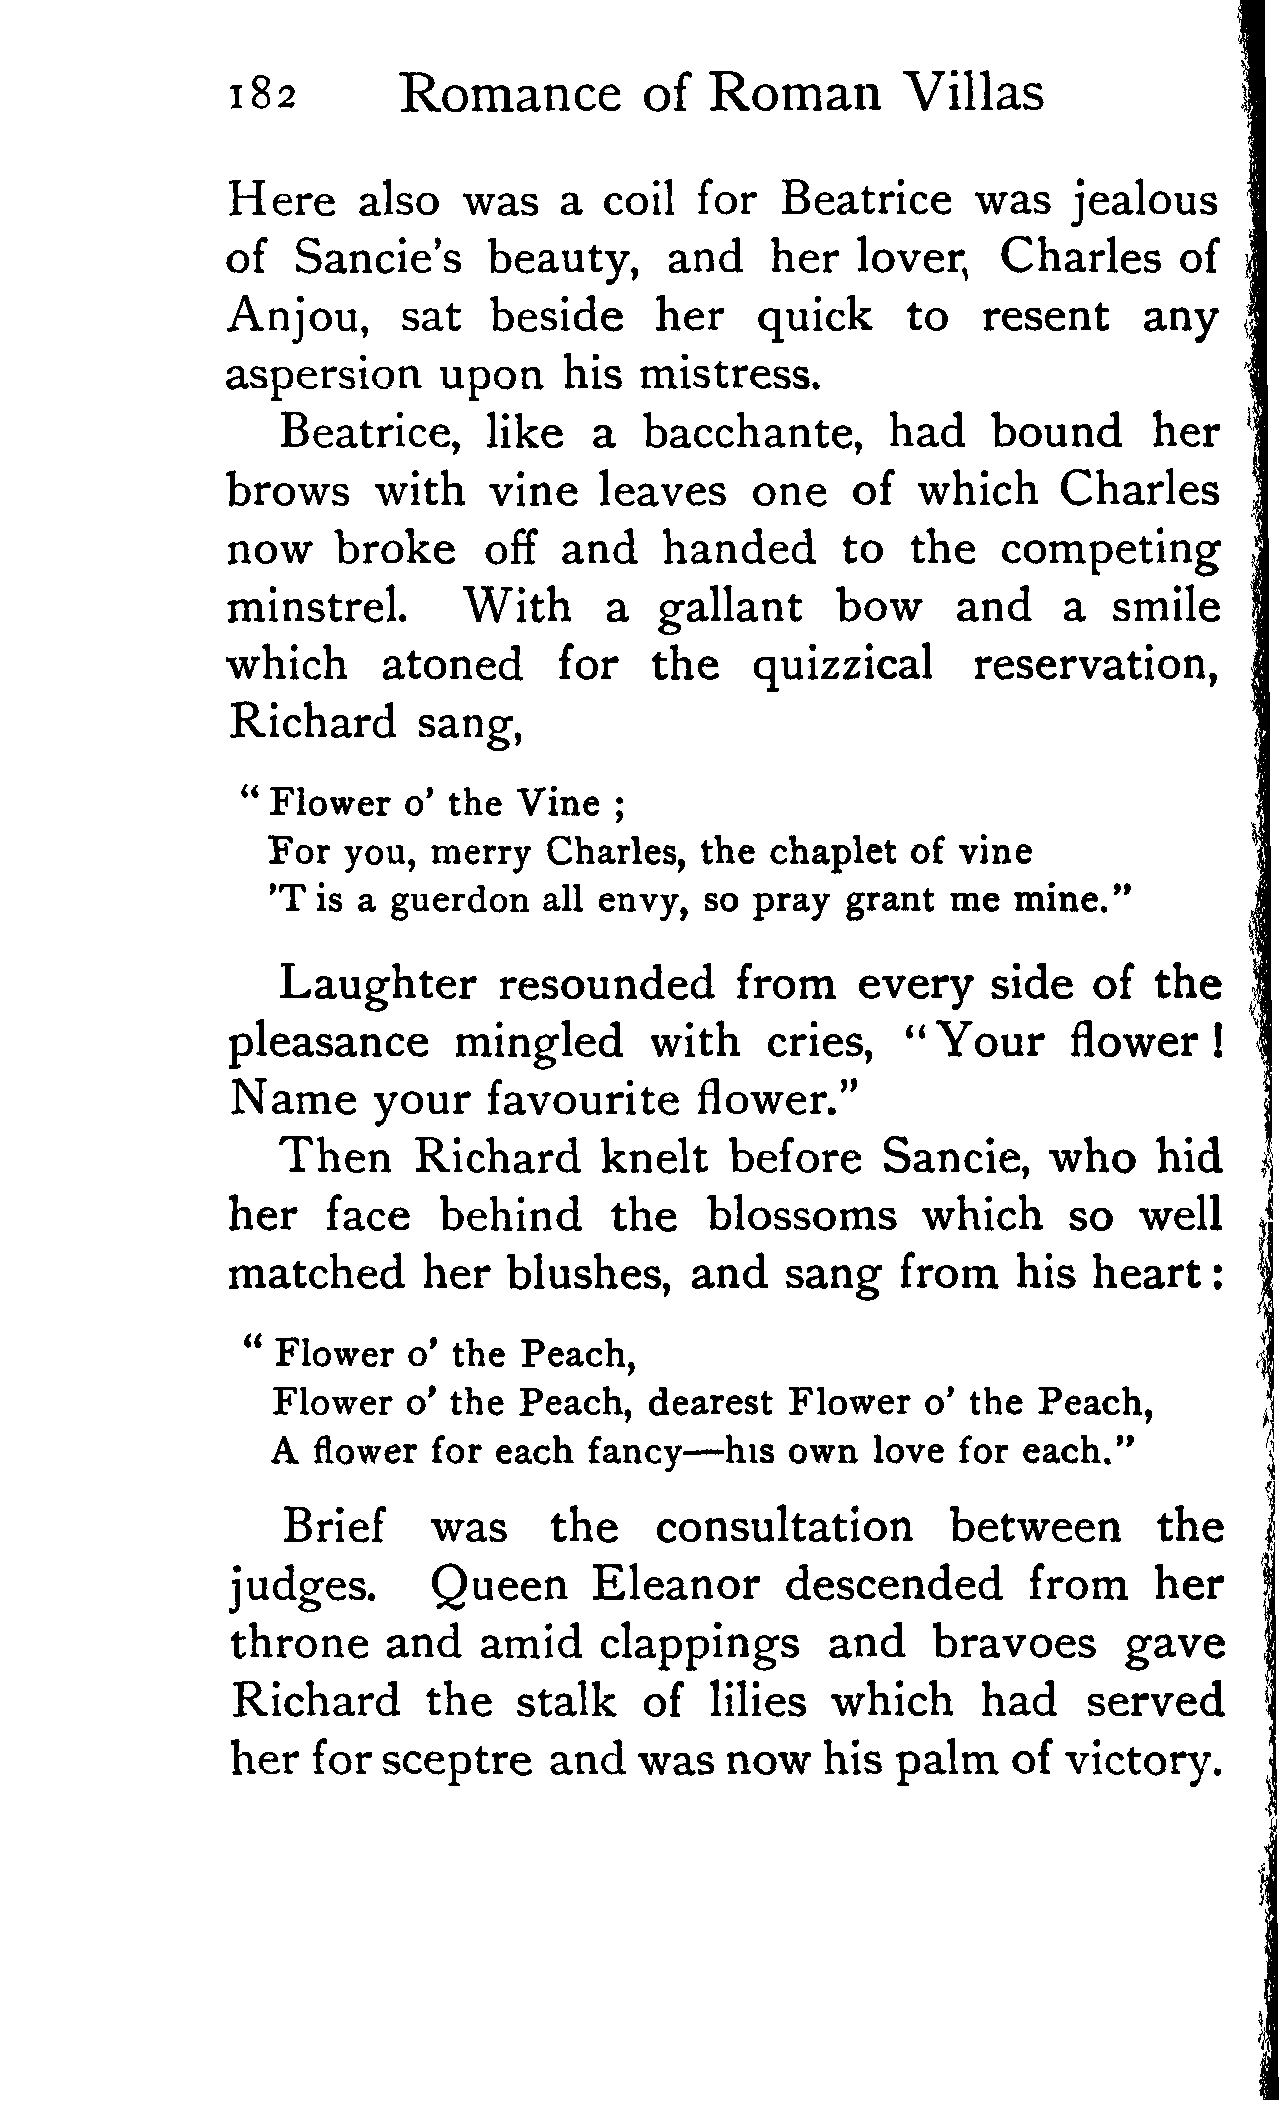 182 Romance of Roman Villas
Here also was a coil for Beatrice was jealous
of Sancie's beauty, and her lover, Charles of
Anjou, sat beside her quick to resent any
aspersion upon his mistress.
Beatrice, like a bacchante, had bound her
brows with vine leaves one of which Charles
now broke off and handed to the competing
minstrel. With a gallant bow and a smile
which atoned for the quizzical reservation,
Richard sang,
" Flower o' the Vine ;
For you, merry Charles, the chaplet of vine
'T is a guerdon all envy, so pray grant me mine."
Laughter resounded from every side of the
pleasance mingled with cries, " Your flower !
Name your favourite flower."
Then Richard knelt before Sancie, who hid
her face behind the blossoms which so well
matched her blushes, and sang from his heart :
" Flower o' the Peach,
Flower o' the Peach, dearest Flower o' the Peach,
A flower for each fancy—his own love for each."
Brief was the consultation between the
judges. Queen Eleanor descended from her
throne and amid clappings and bravoes gave
Richard the stalk of lilies which had served
her for sceptre and was now his palm of victory.